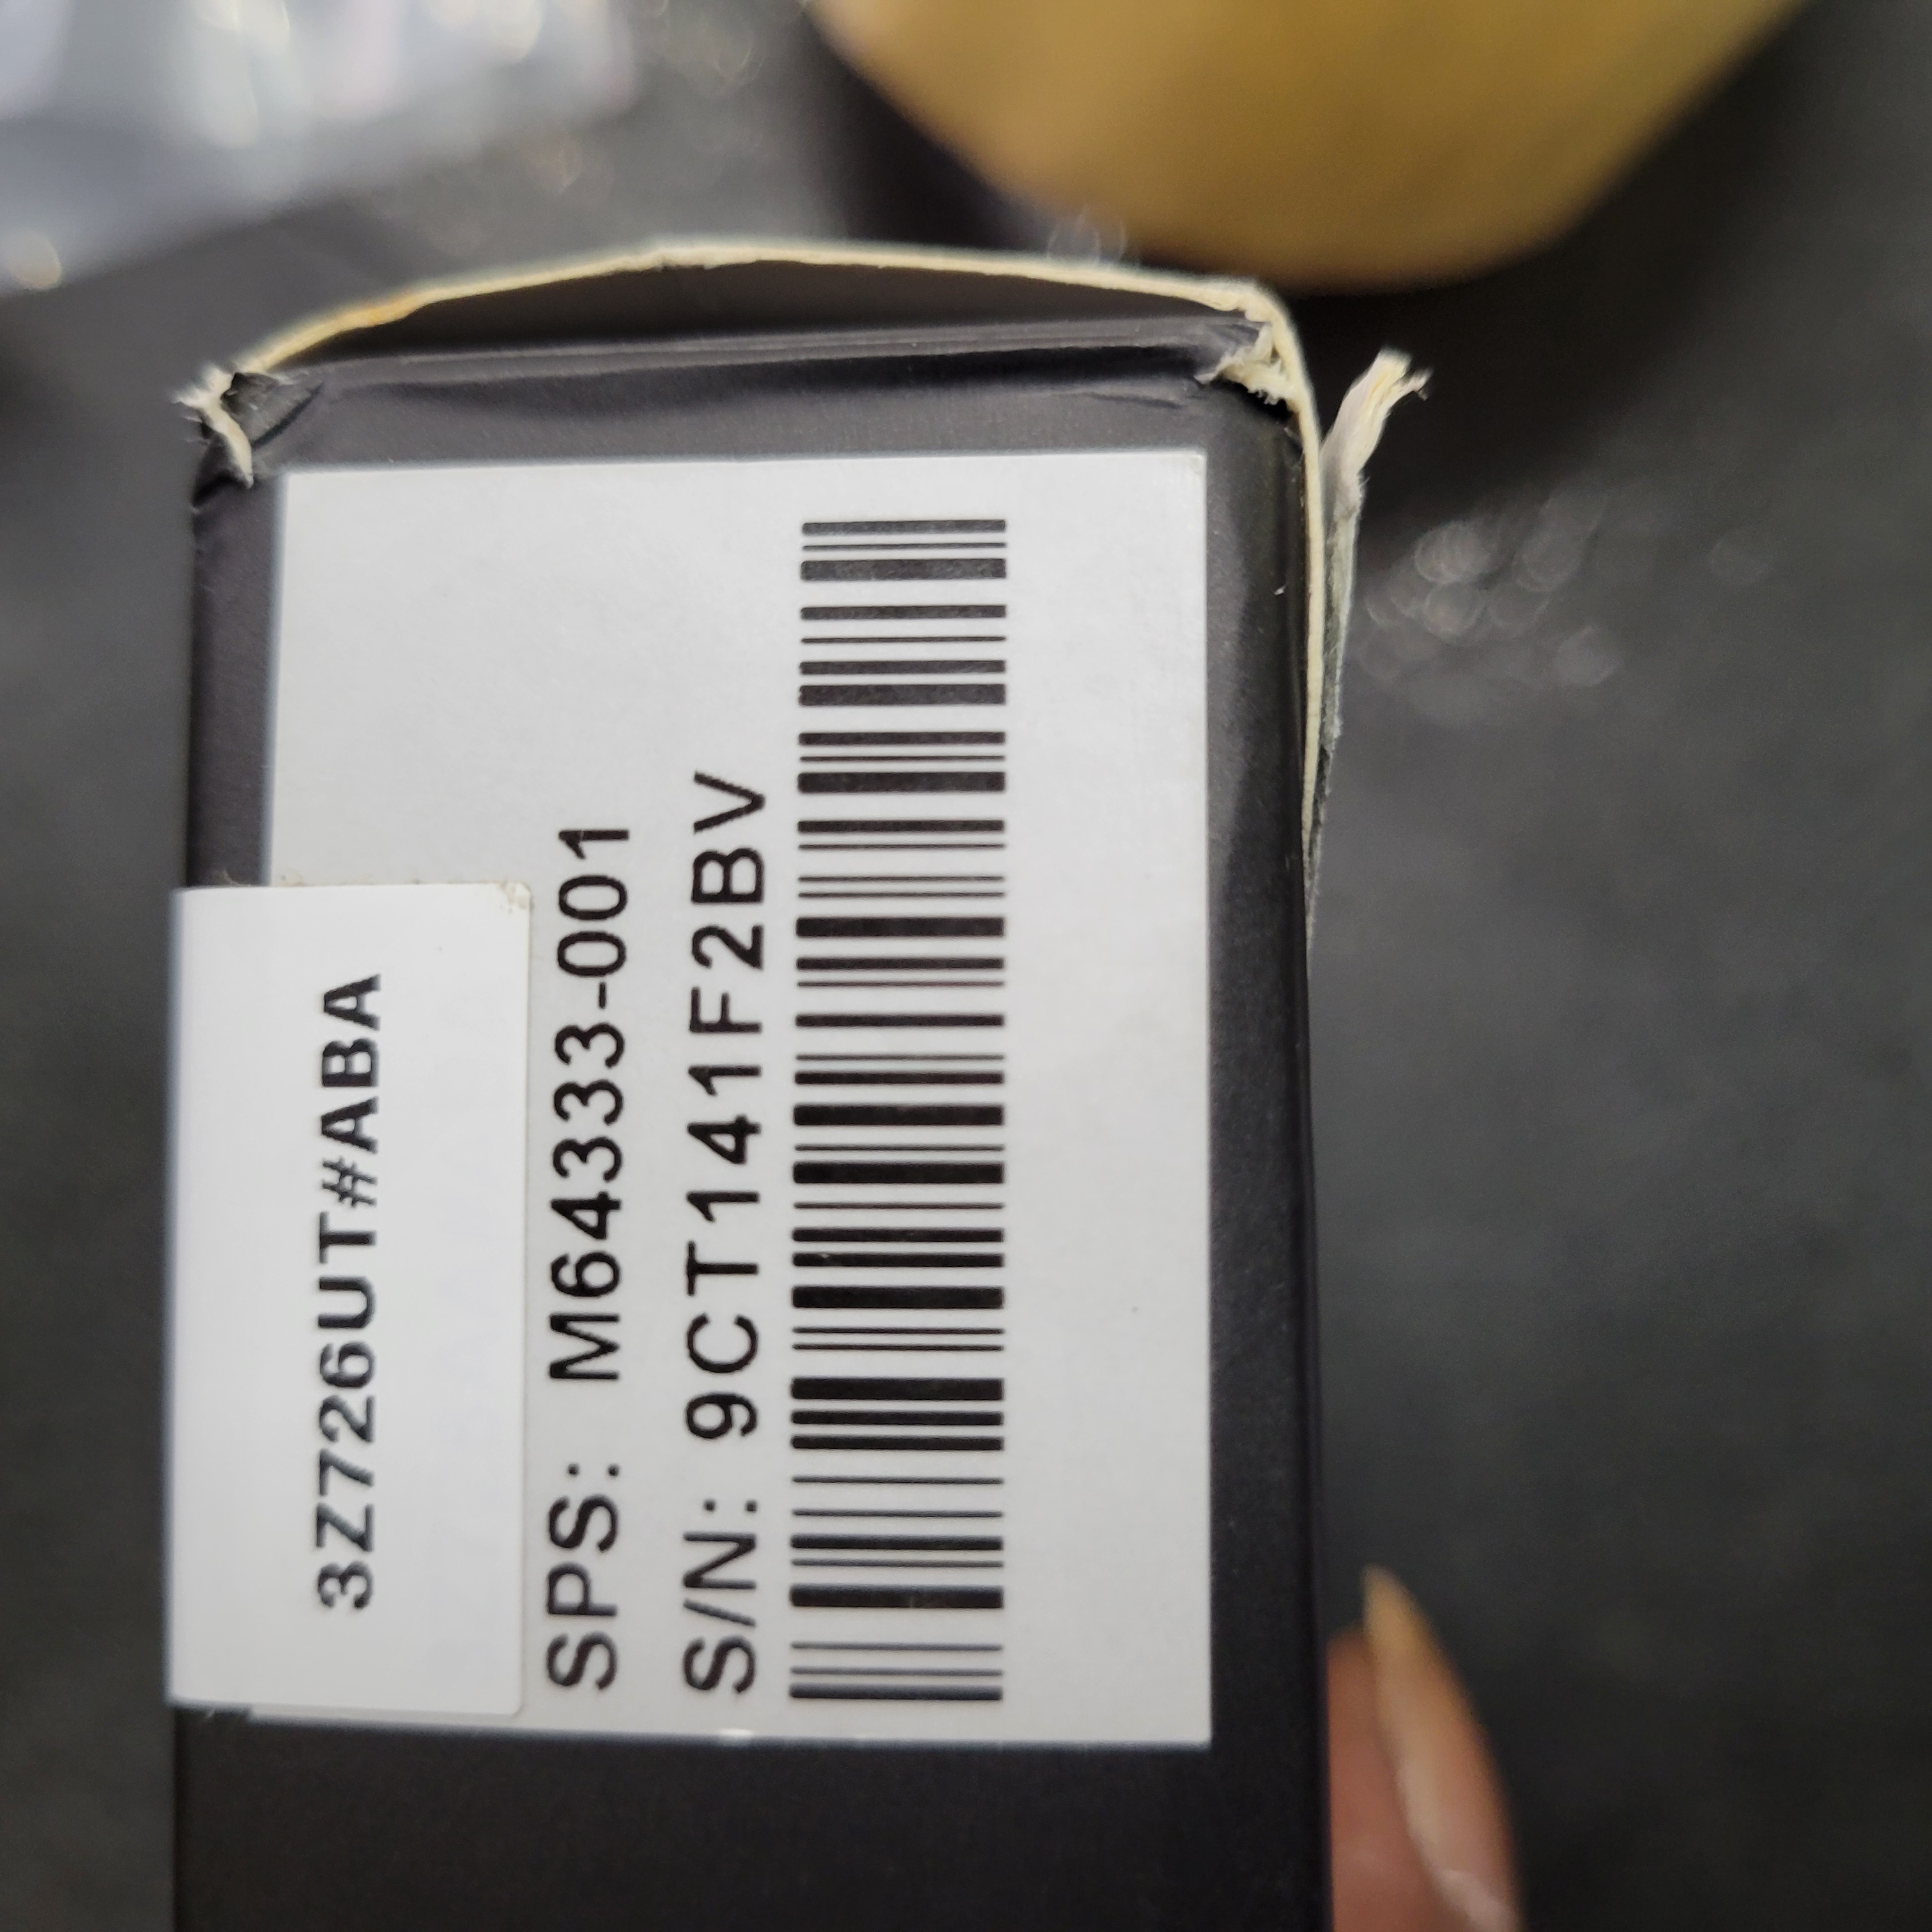 3Z726UT#ABA
SPS: M64333-001
S/N: 9CT141F2BV